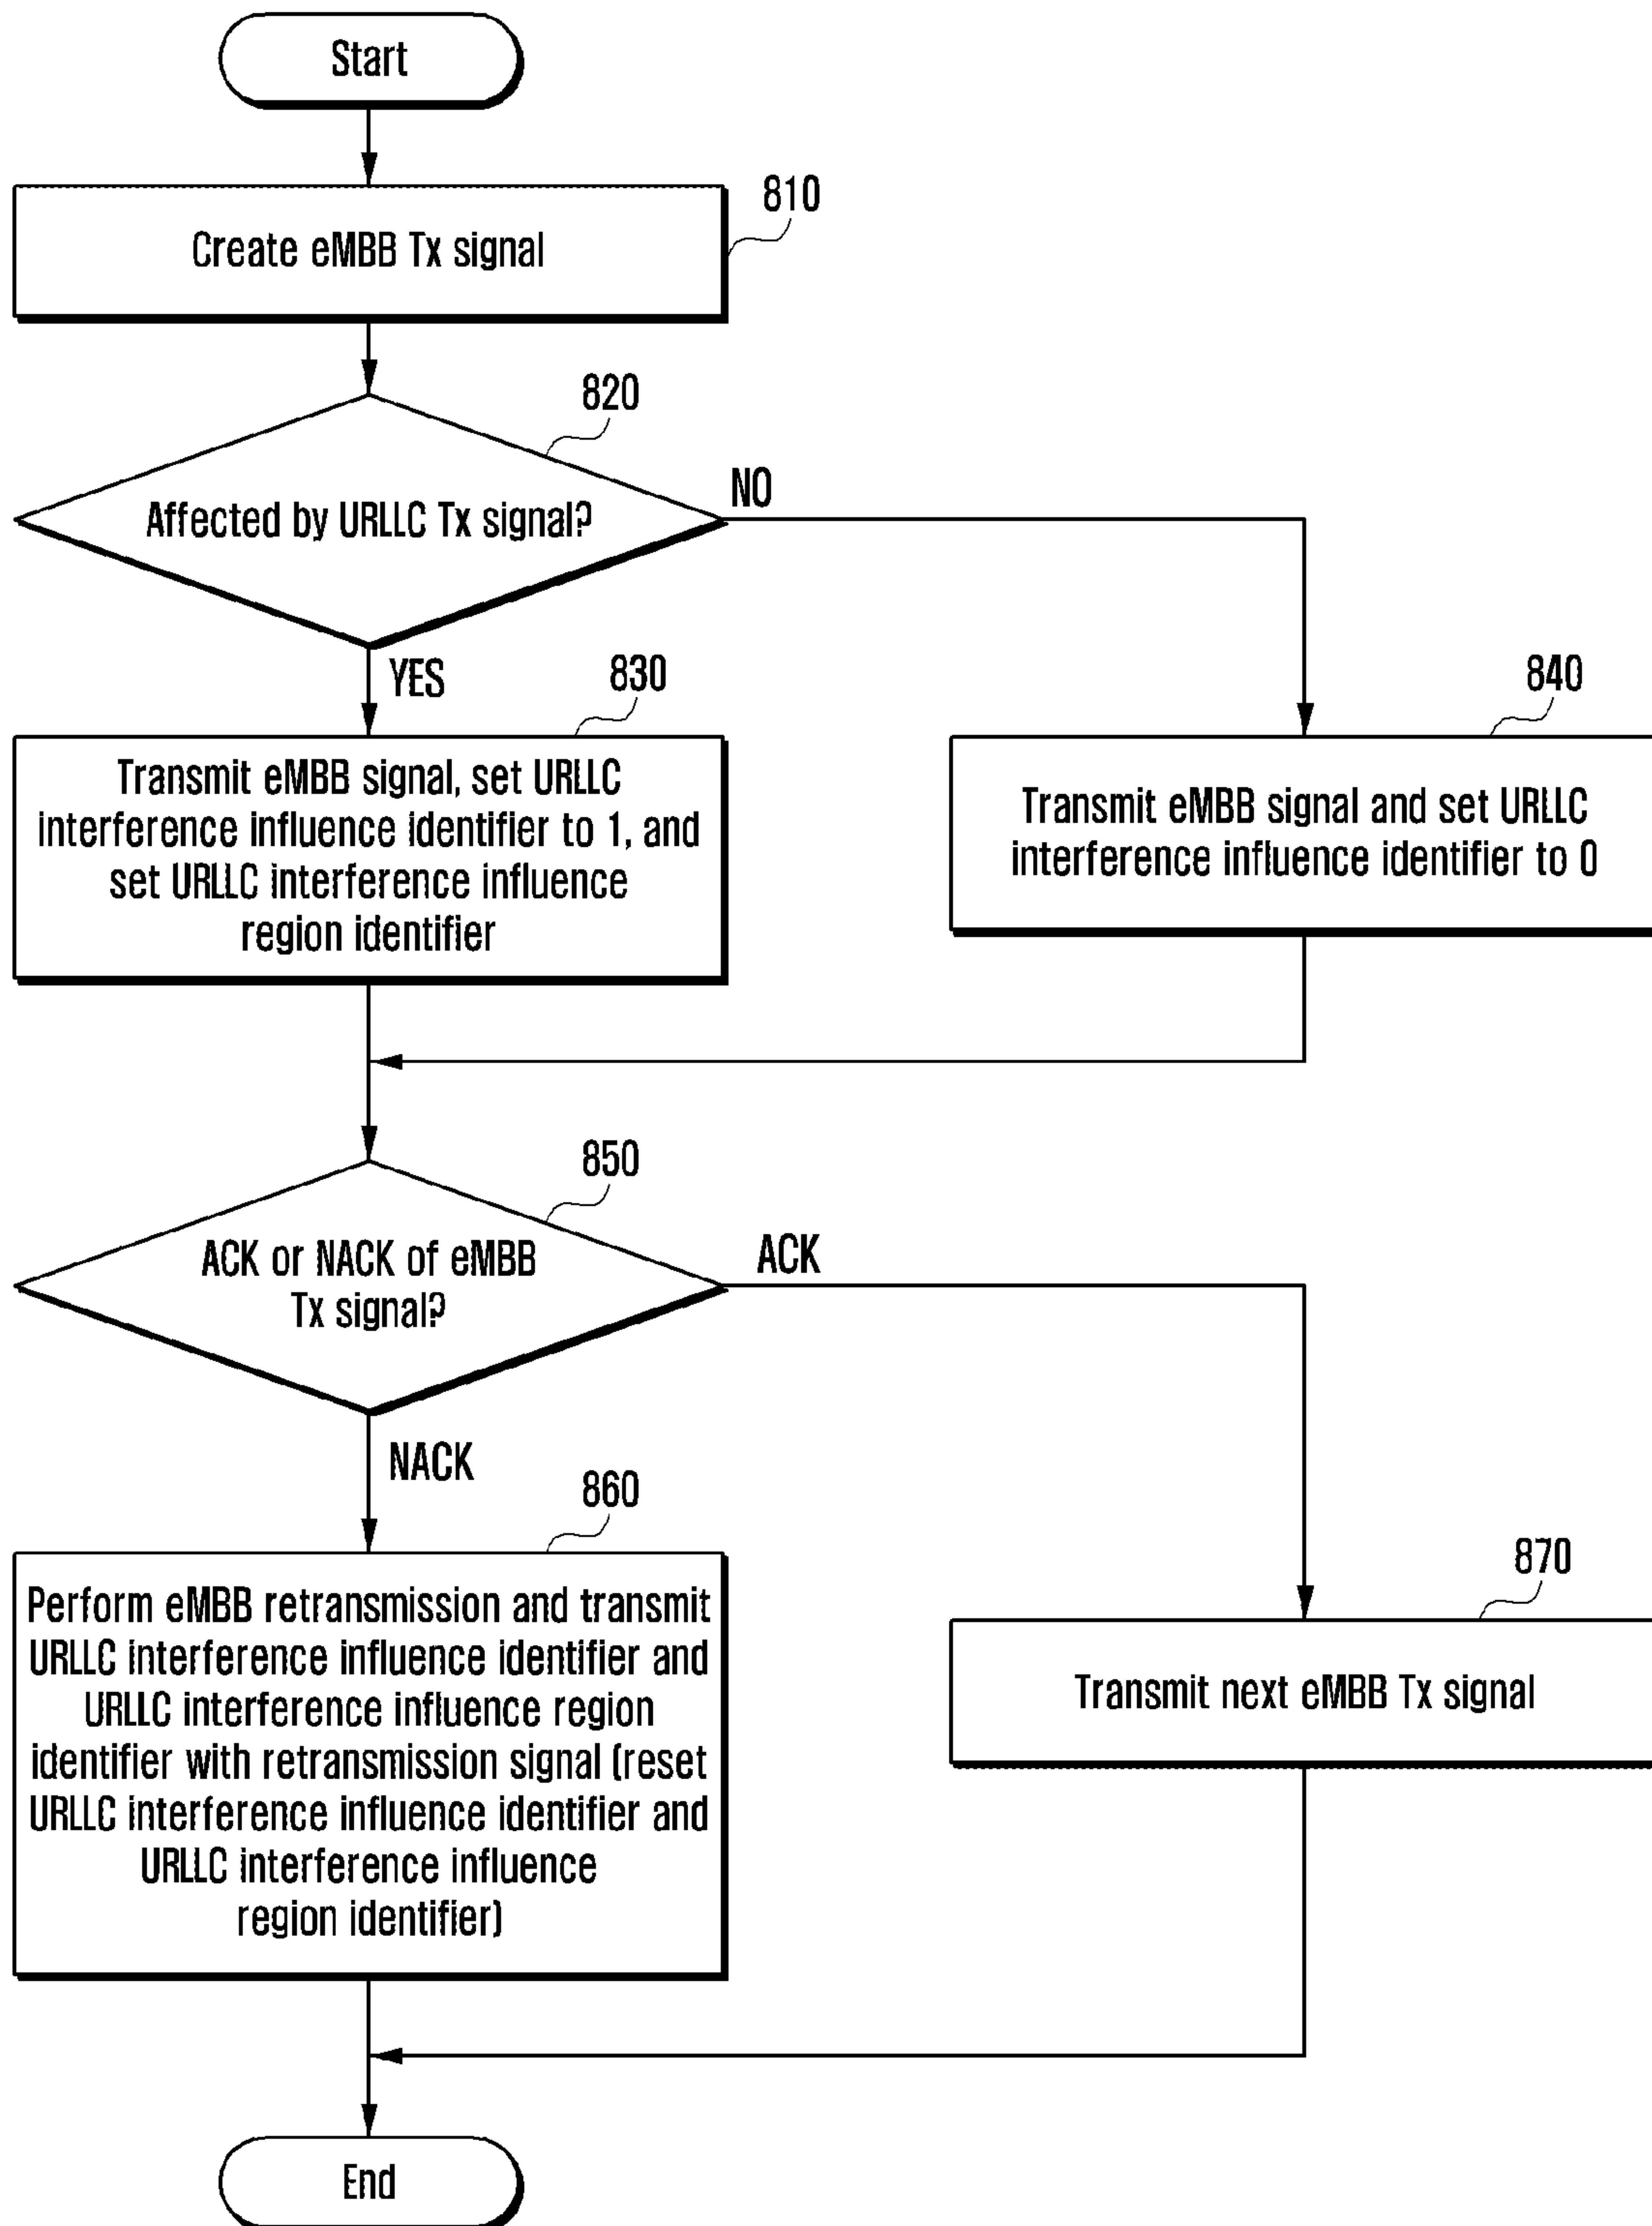 Start
810
Create eMBB Tx signal
820
Affected by URLLC Tx signal?
NO
YES
830
840
Transmit eMBB signal, set URLLC
interference influence identifier to 1, and
set URLLC interference influence
region identifier
Transmit eMBB signal and set URLLC
interference influence identifier to 0
850
ACK or NACK of eMBB
Tx signal?
ACK
NACK
860
870
Perform eMBB retransmission and transmit
URLLC interference influence identifier and
URLLC interference influence region
identifier with retransmission signal (reset
URLLC interference influence identifier and
URLLC interference influence
region identifier)
Transmit next eMBB Tx signal
End